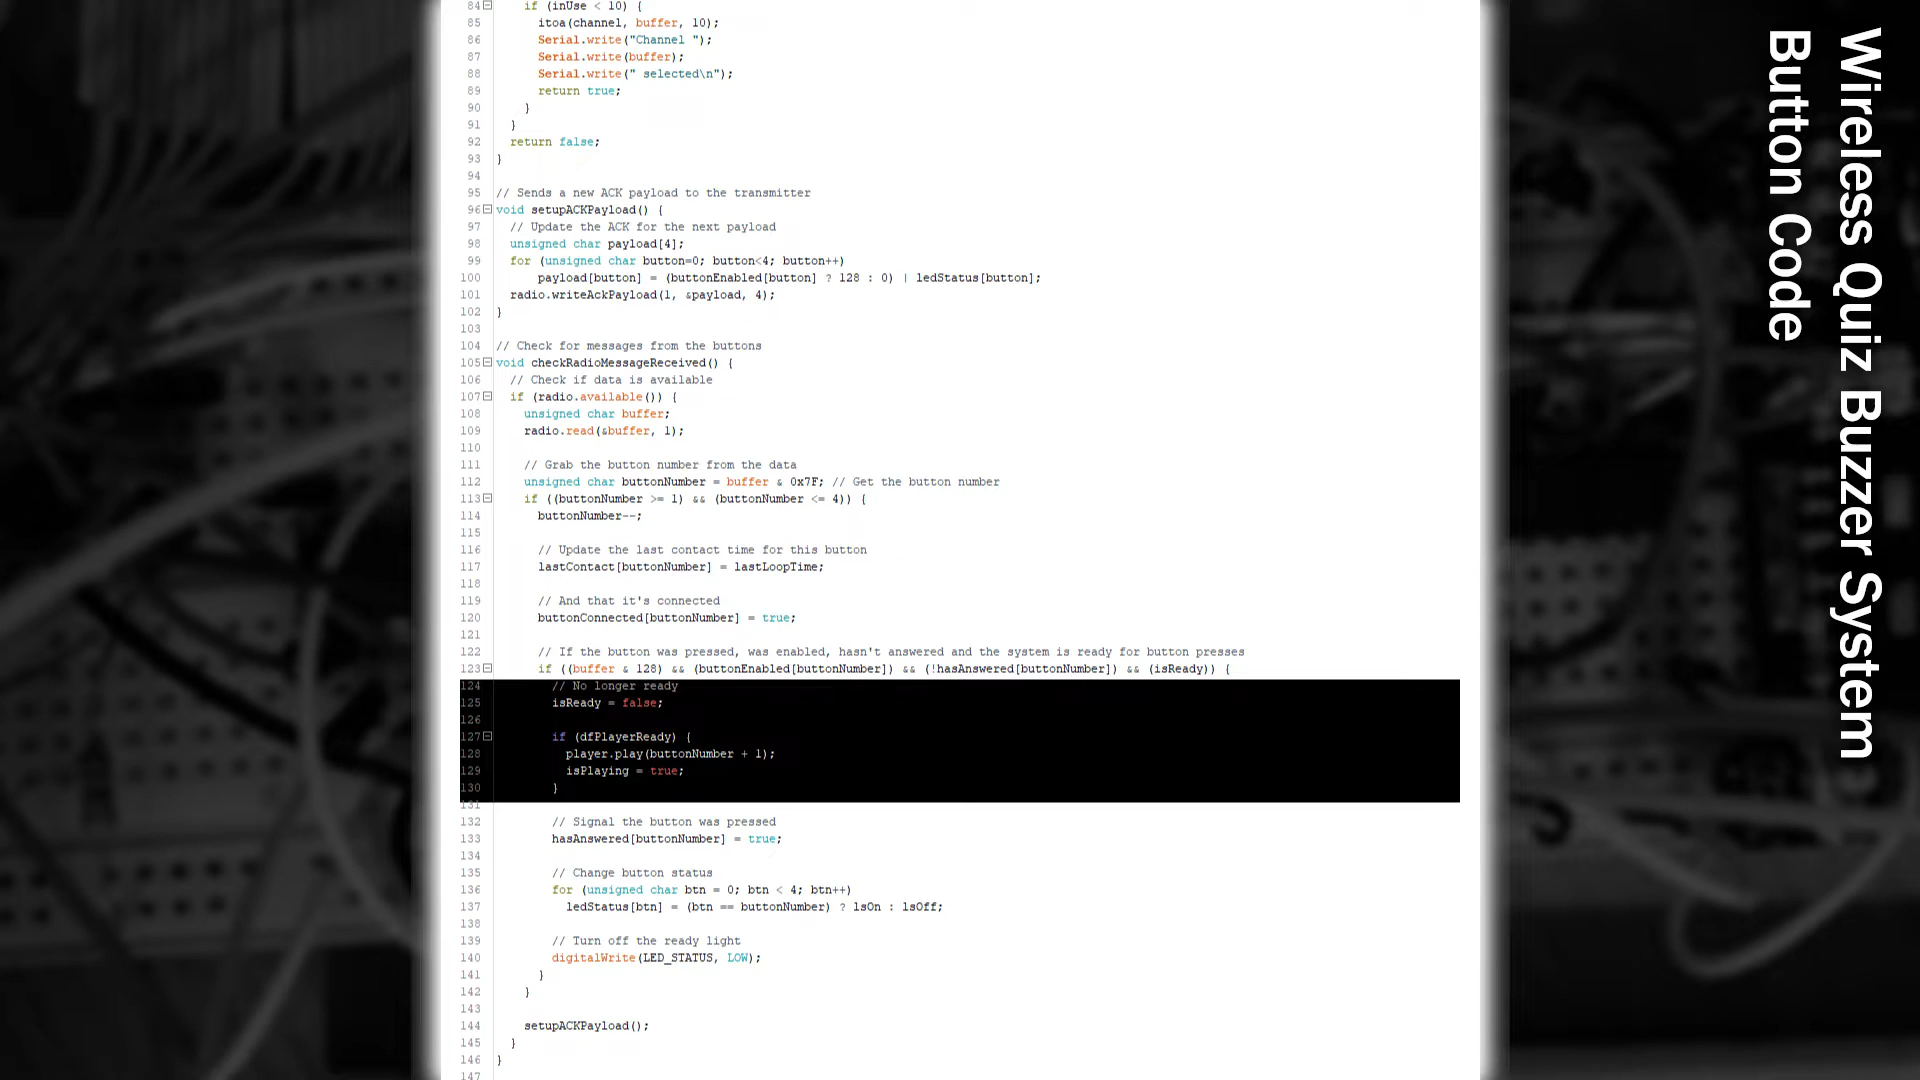 84 if (inUse < 10) {
85 itoa(channel, buffer, 10);
86 Serial.write("Channel ");
87 Serial.write(buffer);
88 Serial.write(" selected\n");
89 return true;
90 }
91 }
92 return false;
93 }
94
95 // Sends a new ACK payload to the transmitter
96 void setupACKPayload() {
97 // Update the ACK for the next payload
98 unsigned char payload[4];
99 for (unsigned char button=0; button<4; button++)
100 payload[button] = (buttonEnabled[button] ? 128 : 0) | ledStatus[button];
101 radio.writeAckPayload(1, &payload, 4);
102 }
103
104 // Check for messages from the buttons
105 void checkRadioMessageReceived() {
106 // Check if data is available
107 if (radio.available()) {
108 unsigned char buffer;
109 radio.read(&buffer, 1);
110
111 // Grab the button number from the data
112 unsigned char buttonNumber = buffer & 0x7F; // Get the button number
113 if ((buttonNumber >= 1) && (buttonNumber <= 4)) {
114 buttonNumber--;
115
116 // Update the last contact time for this button
117 lastContact[buttonNumber] = lastLoopTime;
118
119 // And that it's connected
120 buttonConnected[buttonNumber] = true;
121
122 // If the button was pressed, was enabled, hasn't answered and the system is ready for button presses
123 if ((buffer & 128) && (buttonEnabled[buttonNumber]) && (!hasAnswered[buttonNumber]) && (isReady)) {
124 // No longer ready
125 isReady = false;
126
127 if (dfPlayerReady) {
128 player.play(buttonNumber + 1);
129 isPlaying = true;
130 }
131
132 // Signal the button was pressed
133 hasAnswered[buttonNumber] = true;
134
135 // Change button status
136 for (unsigned char btn = 0; btn < 4; btn++)
137 ledStatus[btn] = (btn == buttonNumber) ? lsOn : lsOff;
138
139 // Turn off the ready light
140 digitalWrite(LED_STATUS, LOW);
141 }
142 }
143
144 setupACKPayload();
145 }
146 }
147
Wireless Quiz Buzzer System
Button Code